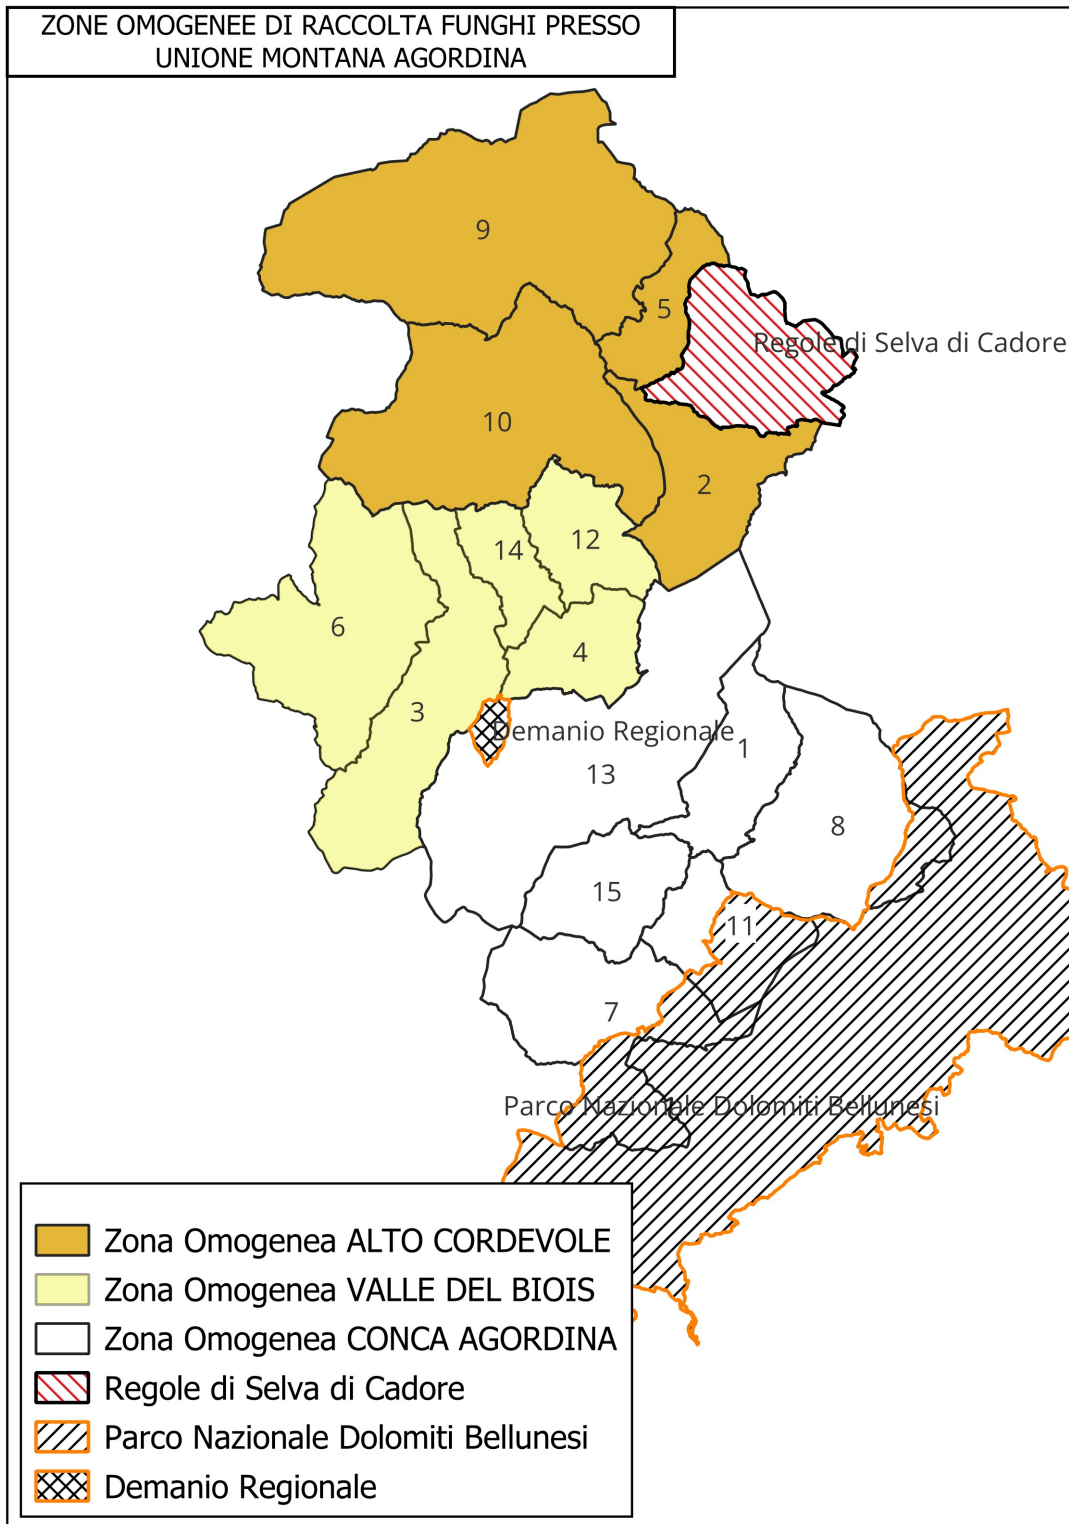 ZONE OMOGENEE DI RACCOLTA FUNGHI PRESSO
UNIONE MONTANA AGORDINA
9
5
Regole di Selva di Cadore
10
2
12
14
6
4
3
Demanio Regionale
1
13
8
15
11
7
Parco Nazionale Dolomiti Bellunesi
Zona Omogenea ALTO CORDEVOLE
Zona Omogenea VALLE DEL BIOIS
Zona Omogenea CONCA AGORDINA
Regole di Selva di Cadore
Parco Nazionale Dolomiti Bellunesi
Demanio Regionale